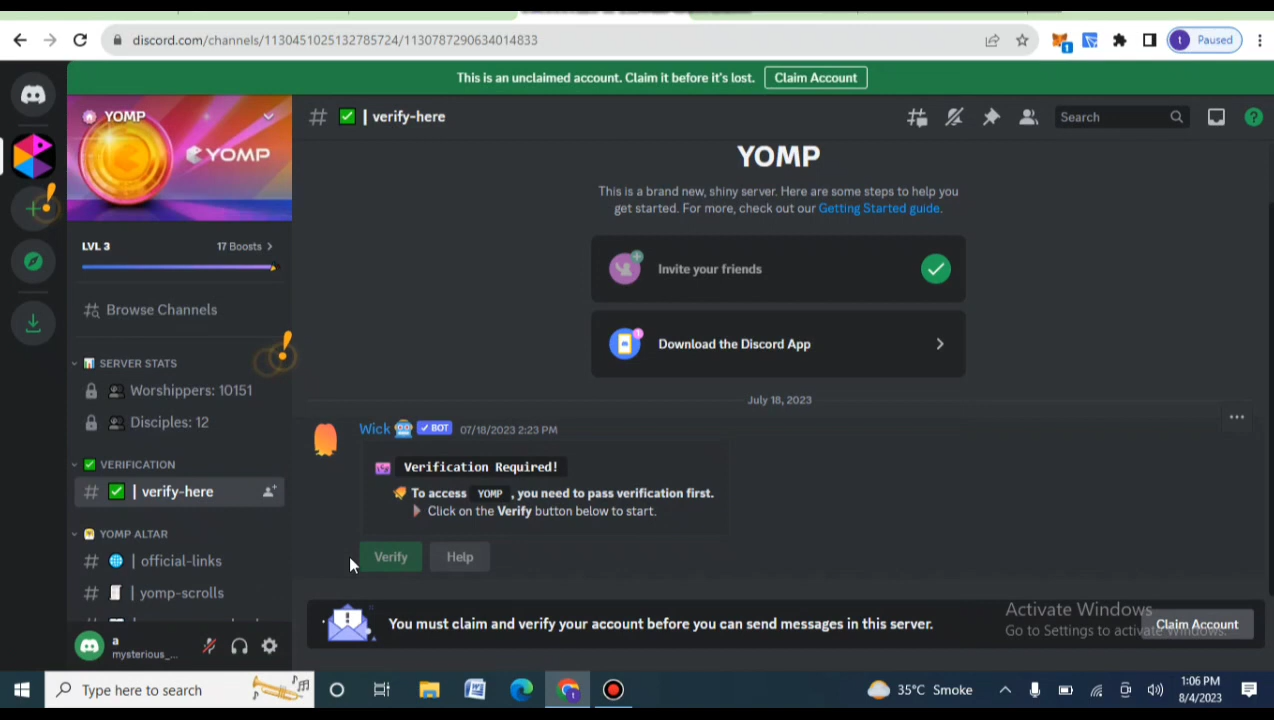 discord.com/channels/1130451025132785724/1130787290634014833
1
t Paused
This is an unclaimed account. Claim it before it's lost. Claim Account
YOMP
YOMP
LVL 3 17 Boosts
Browse Channels
SERVER STATS
Worshippers: 10151
Disciples: 12
VERIFICATION
verify-here
YOMP ALTAR
| official-links
| yomp-scrolls
a
mysterious_...
| verify-here
Search
YOMP
This is a brand new, shiny server. Here are some steps to help you
get started. For more, check out our Getting Started guide.
Invite your friends
Download the Discord App
July 18, 2023
Wick BOT 07/18/2023 2:23 PM
Verification Required!
To access YOMP , you need to pass verification first.
Click on the Verify button below to start.
Verify Help
You must claim and verify your account before you can send messages in this server.
Claim Account
Activate Windows
Go to Settings to activate Windows.
Type here to search
35°C Smoke
1:06 PM
8/4/2023